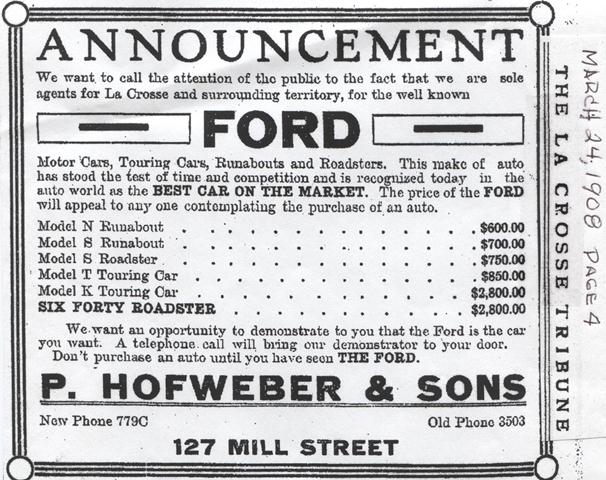 ANNOUNCEMENT
We want to call the attention of the public to the fact that we are sole
agents for La Crosse and surrounding territory, for the well known
FORD
Motor Cars, Touring Cars, Runabouts and Roadsters. This make of auto
has stood the test of time and competition and is recognized today in the
auto world as the BEST CAR ON THE MARKET. The price of the FORD
will appeal to any one contemplating the purchase of an auto.
Model N Runabout . . . . . . . . . . . . . $600.00
Model S Runabout . . . . . . . . . . . . . $700.00
Model S Roadster . . . . . . . . . . . . . $750.00
Model T Touring Car . . . . . . . . . . . . $850.00
Model K Touring Car . . . . . . . . . . . . $2,800.00
SIX FORTY ROADSTER . . . . . . . . . . $2,800.00
We want an opportunity to demonstrate to you that the Ford is the car
you want. A telephone call will bring our demonstrator to your door.
Don't purchase an auto until you have seen THE FORD.
P. HOFWEBER & SONS
New Phone 779C Old Phone 3503
127 MILL STREET
THE LA CROSSE TRIBUNE
MARCH 24, 1908 PAGE 4